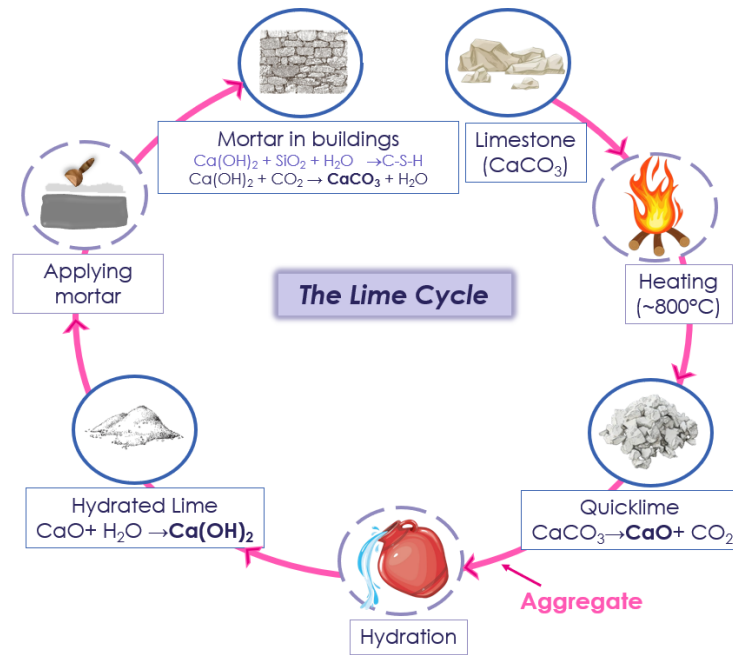 The Lime Cycle
Limestone
(CaCO₃)
Heating
(~800°C)
Quicklime
CaCO₃→CaO+ CO₂
Aggregate
Hydration
Hydrated Lime
CaO+ H₂O →Ca(OH)₂
Applying
mortar
Mortar in buildings
Ca(OH)₂ + SiO₂ + H₂O →C-S-H
Ca(OH)₂ + CO₂ → CaCO₃ + H₂O